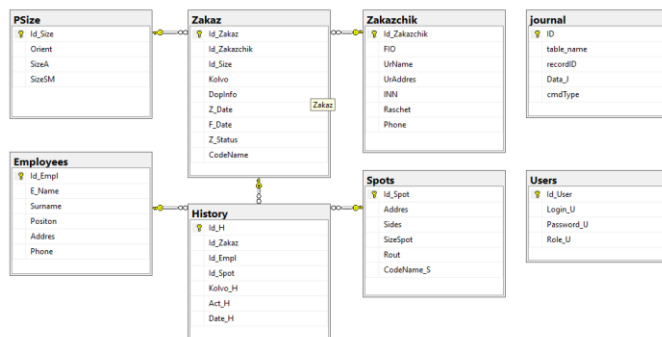 PSize
Id_Size
Orient
SizeA
SizeSM
Zakaz
Id_Zakaz
Id_Zakazchik
Id_Size
Kolvo
DopInfo
Z_Date
F_Date
Z_Status
CodeName
Zakaz
Zakazchik
Id_Zakazchik
FIO
UrName
UrAddres
INN
Raschet
Phone
journal
ID
table_name
recordID
Data_J
cmdType
Employees
Id_Empl
E_Name
Surname
Positon
Addres
Phone
History
Id_H
Id_Zakaz
Id_Empl
Id_Spot
Kolvo_H
Act_H
Date_H
Spots
Id_Spot
Addres
Sides
SizeSpot
Rout
CodeName_S
Users
Id_User
Login_U
Password_U
Role_U